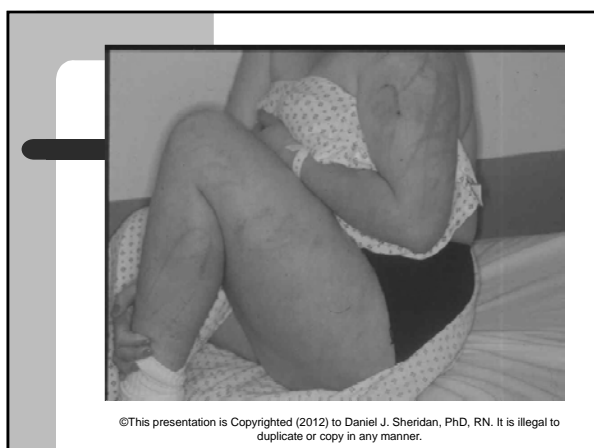 ©This presentation is Copyrighted (2012) to Daniel J. Sheridan, PhD, RN. It is illegal to
duplicate or copy in any manner.